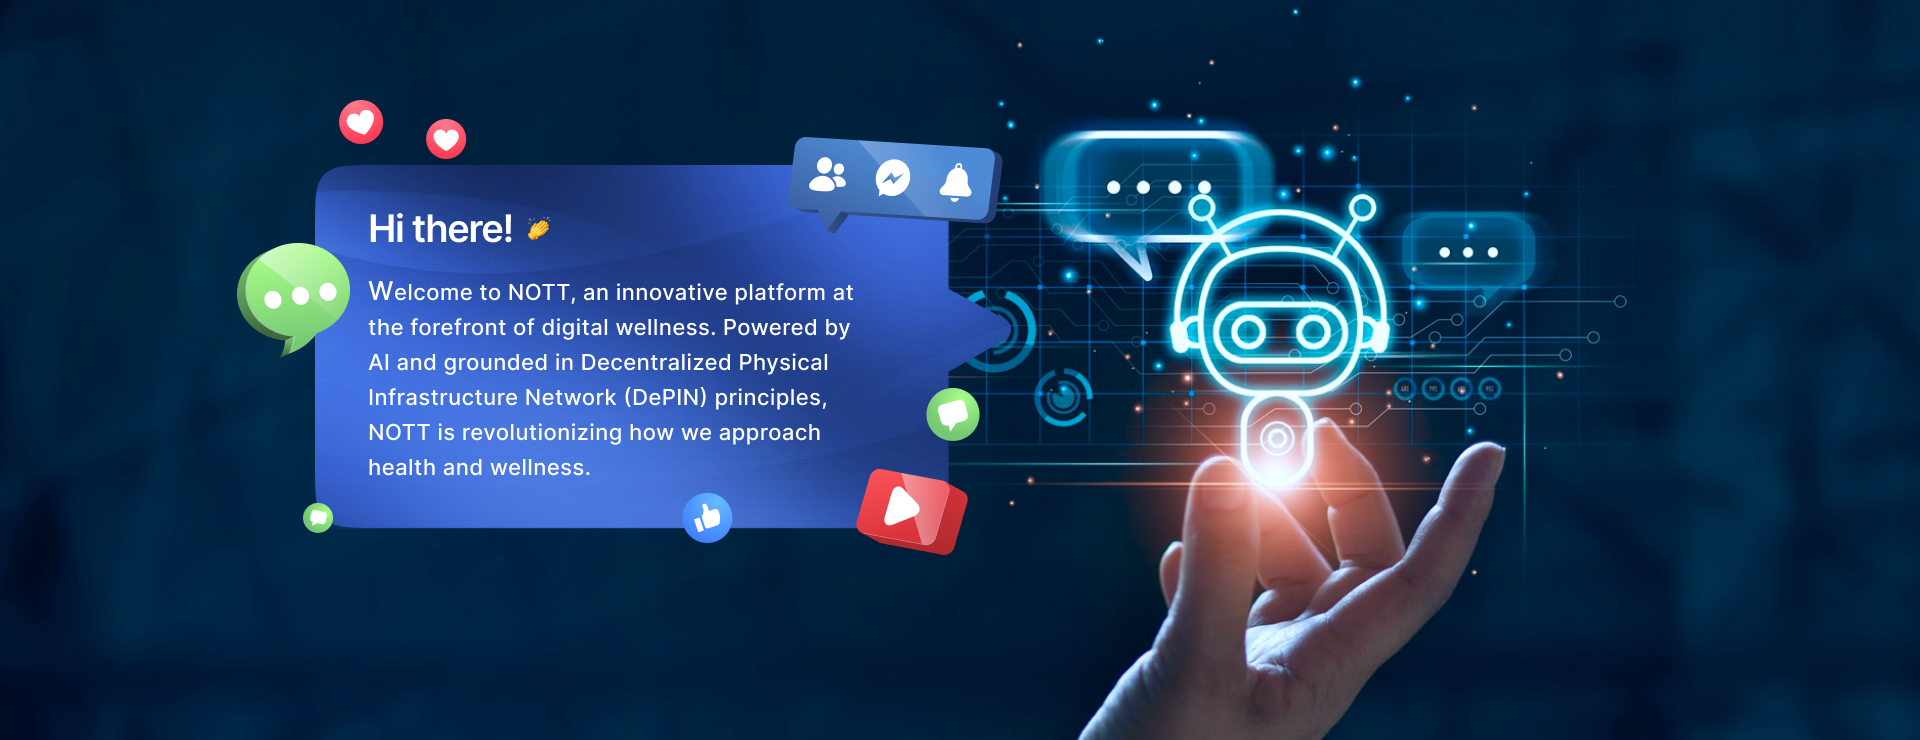 Hi there! 👏
Welcome to NOTT, an innovative platform at
the forefront of digital wellness. Powered by
AI and grounded in Decentralized Physical
Infrastructure Network (DePIN) principles,
NOTT is revolutionizing how we approach
health and wellness.